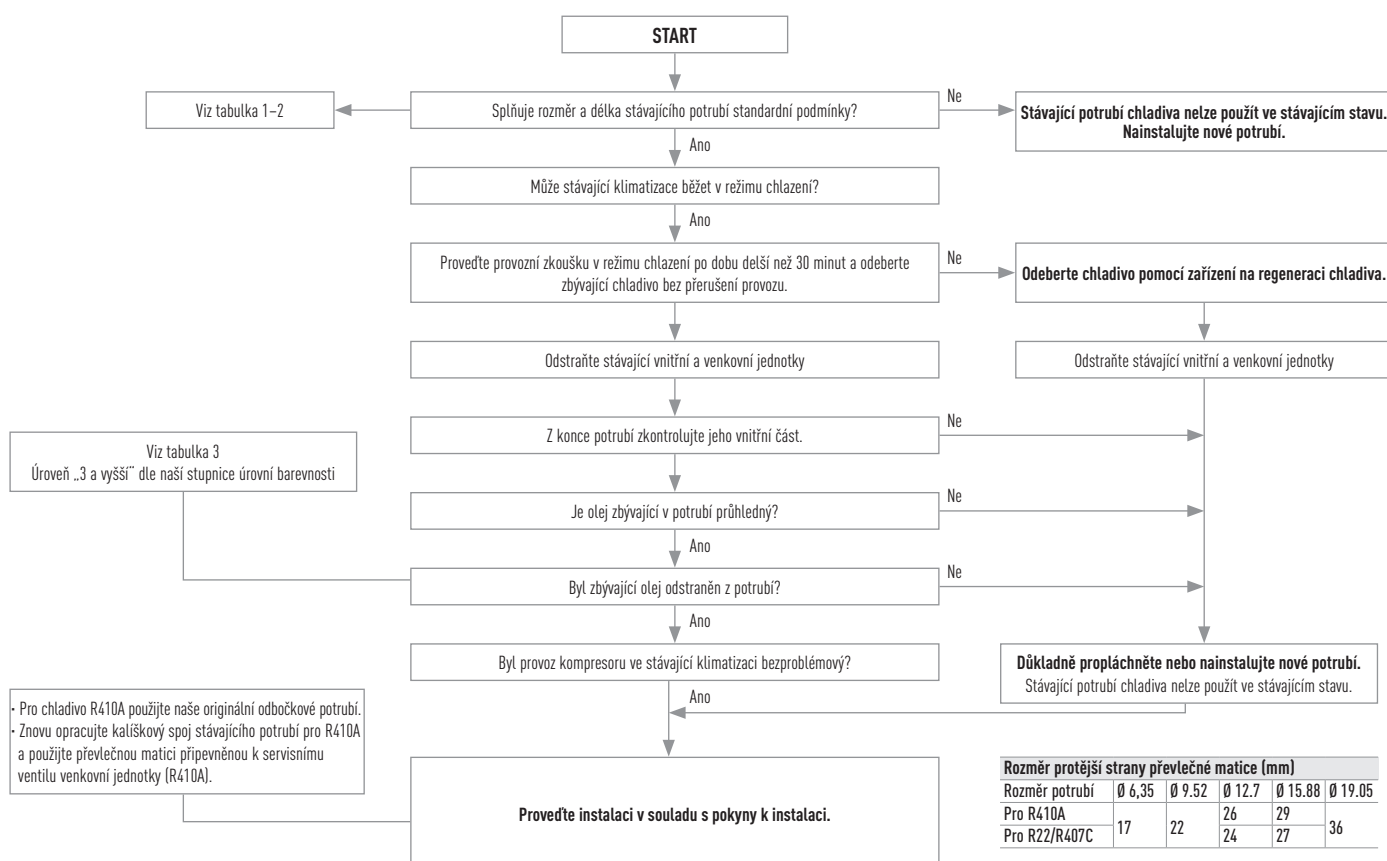 START
Viz tabulka 1–2
Splňuje rozměr a délka stávajícího potrubí standardní podmínky?
Ne
Stávající potrubí chladiva nelze použít ve stávajícím stavu.
Nainstalujte nové potrubí.
Ano
Může stávající klimatizace běžet v režimu chlazení?
Ano
Proveďte provozní zkoušku v režimu chlazení po dobu delší než 30 minut a odeberte
zbývající chladivo bez přerušení provozu.
Ne
Odeberte chladivo pomocí zařízení na regeneraci chladiva.
Odstraňte stávající vnitřní a venkovní jednotky
Odstraňte stávající vnitřní a venkovní jednotky
Z konce potrubí zkontrolujte jeho vnitřní část.
Ne
Viz tabulka 3
Úroveň „3 a vyšší¨ dle naší stupnice úrovní barevnosti
Je olej zbývající v potrubí průhledný?
Ne
Ano
Byl zbývající olej odstraněn z potrubí?
Ne
Ano
Byl provoz kompresoru ve stávající klimatizaci bezproblémový?
Důkladně propláchněte nebo nainstalujte nové potrubí.
Stávající potrubí chladiva nelze použít ve stávajícím stavu.
Ano
· Pro chladivo R410A použijte naše originální odbočkové potrubí.
· Znovu opracujte kalíškový spoj stávajícího potrubí pro R410A
a použijte převlečnou matici připevněnou k servisnímu
ventilu venkovní jednotky (R410A).
Proveďte instalaci v souladu s pokyny k instalaci.
Rozměr protější strany převlečné matice (mm)
Rozměr potrubí Ø 6,35 Ø 9.52 Ø 12.7 Ø 15.88 Ø 19.05
Pro R410A 17 22 26 29 36
Pro R22/R407C 24 27